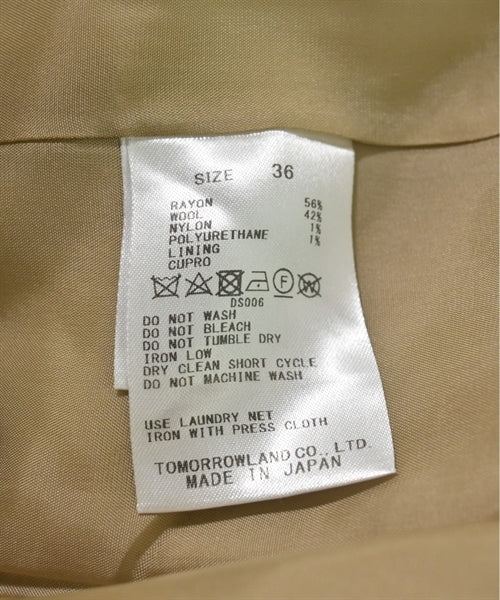 SIZE 36
RAYON 56%
WOOL 42%
NYLON 1%
POLYURETHANE 1%
LINING
CUPRO
F W
DS006
DO NOT WASH
DO NOT BLEACH
DO NOT TUMBLE DRY
IRON LOW
DRY CLEAN SHORT CYCLE
DO NOT MACHINE WASH
USE LAUNDRY NET
IRON WITH PRESS CLOTH
TOMORROWLAND CO., LTD.
MADE IN JAPAN